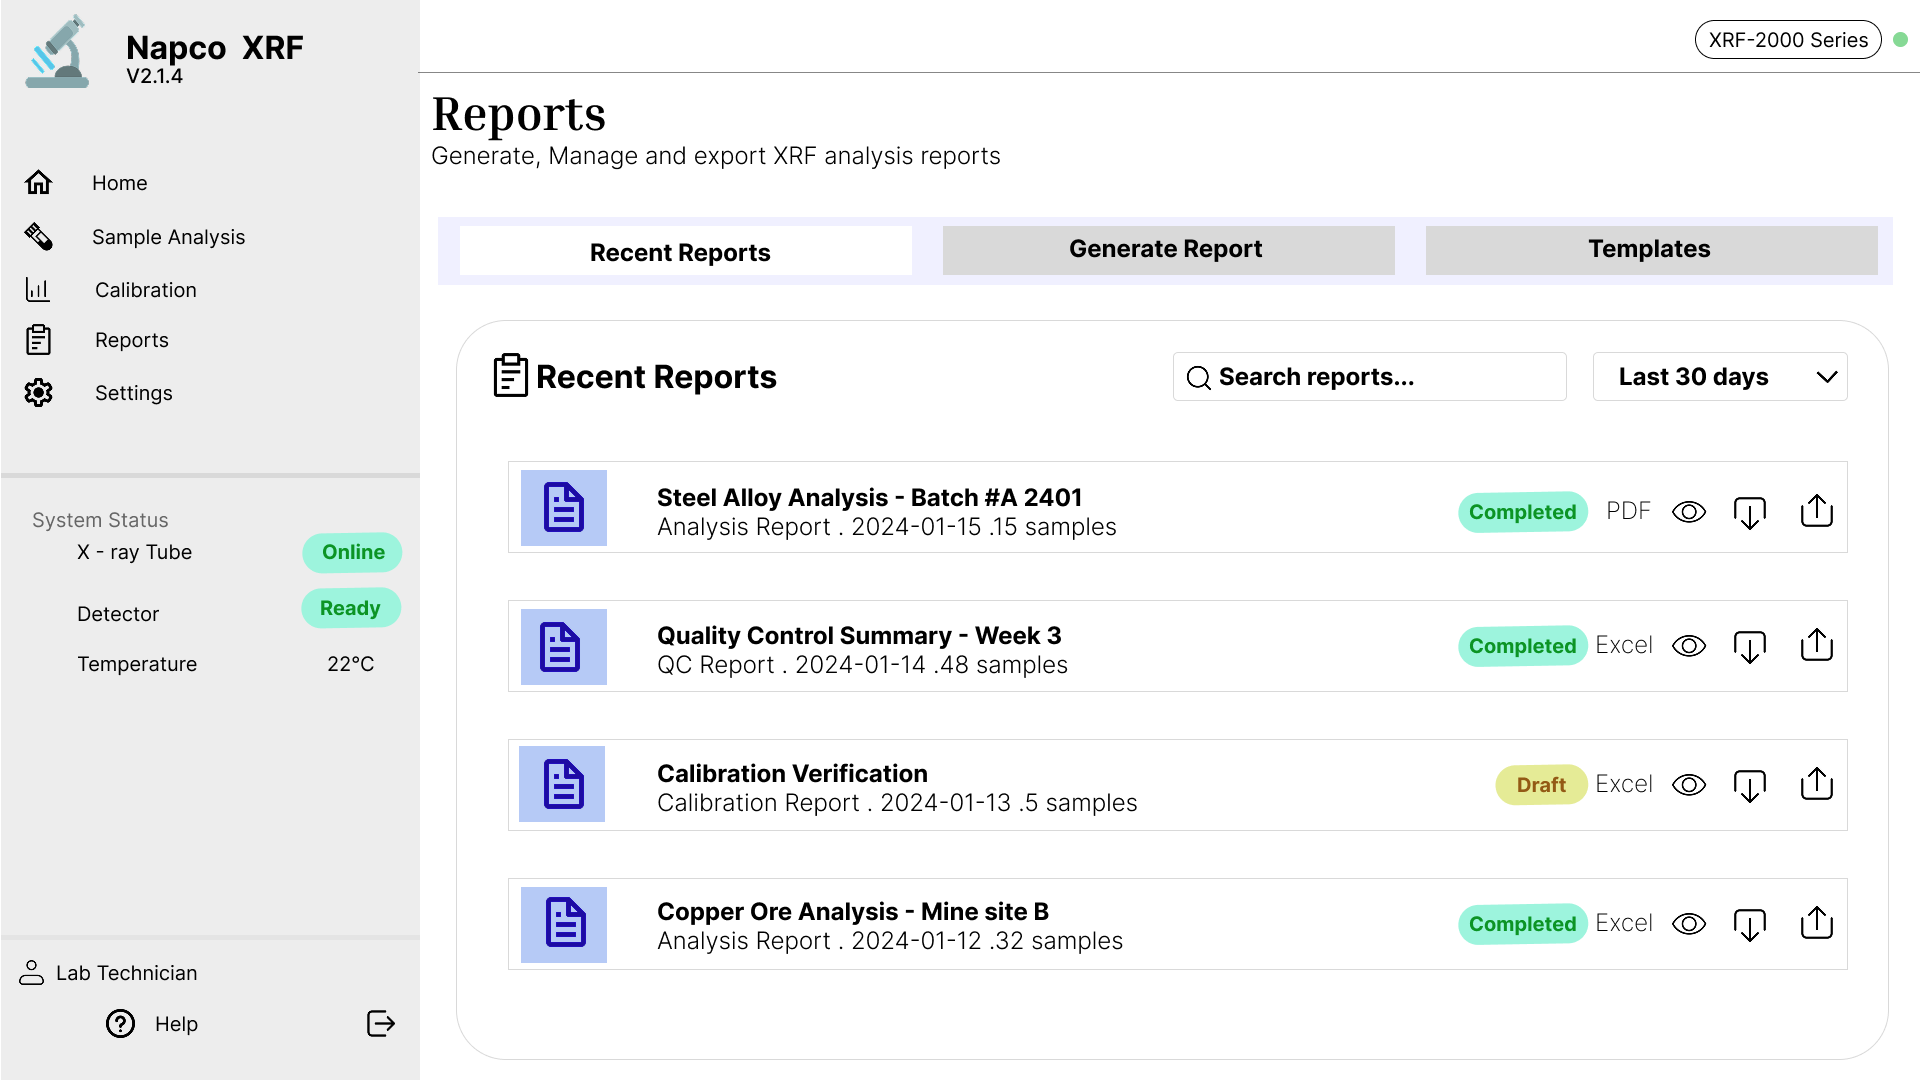 Napco XRF
V2.1.4
Home
Sample Analysis
Calibration
Reports
Settings
System Status
X - ray Tube
Online
Detector
Ready
Temperature
22°C
Lab Technician
Help
XRF-2000 Series
Reports
Generate, Manage and export XRF analysis reports
Recent Reports
Generate Report
Templates
Recent Reports
Search reports...
Last 30 days
Steel Alloy Analysis - Batch #A 2401
Analysis Report . 2024-01-15 .15 samples
Completed
PDF
Quality Control Summary - Week 3
QC Report . 2024-01-14 .48 samples
Completed
Excel
Calibration Verification
Calibration Report . 2024-01-13 .5 samples
Draft
Excel
Copper Ore Analysis - Mine site B
Analysis Report . 2024-01-12 .32 samples
Completed
Excel